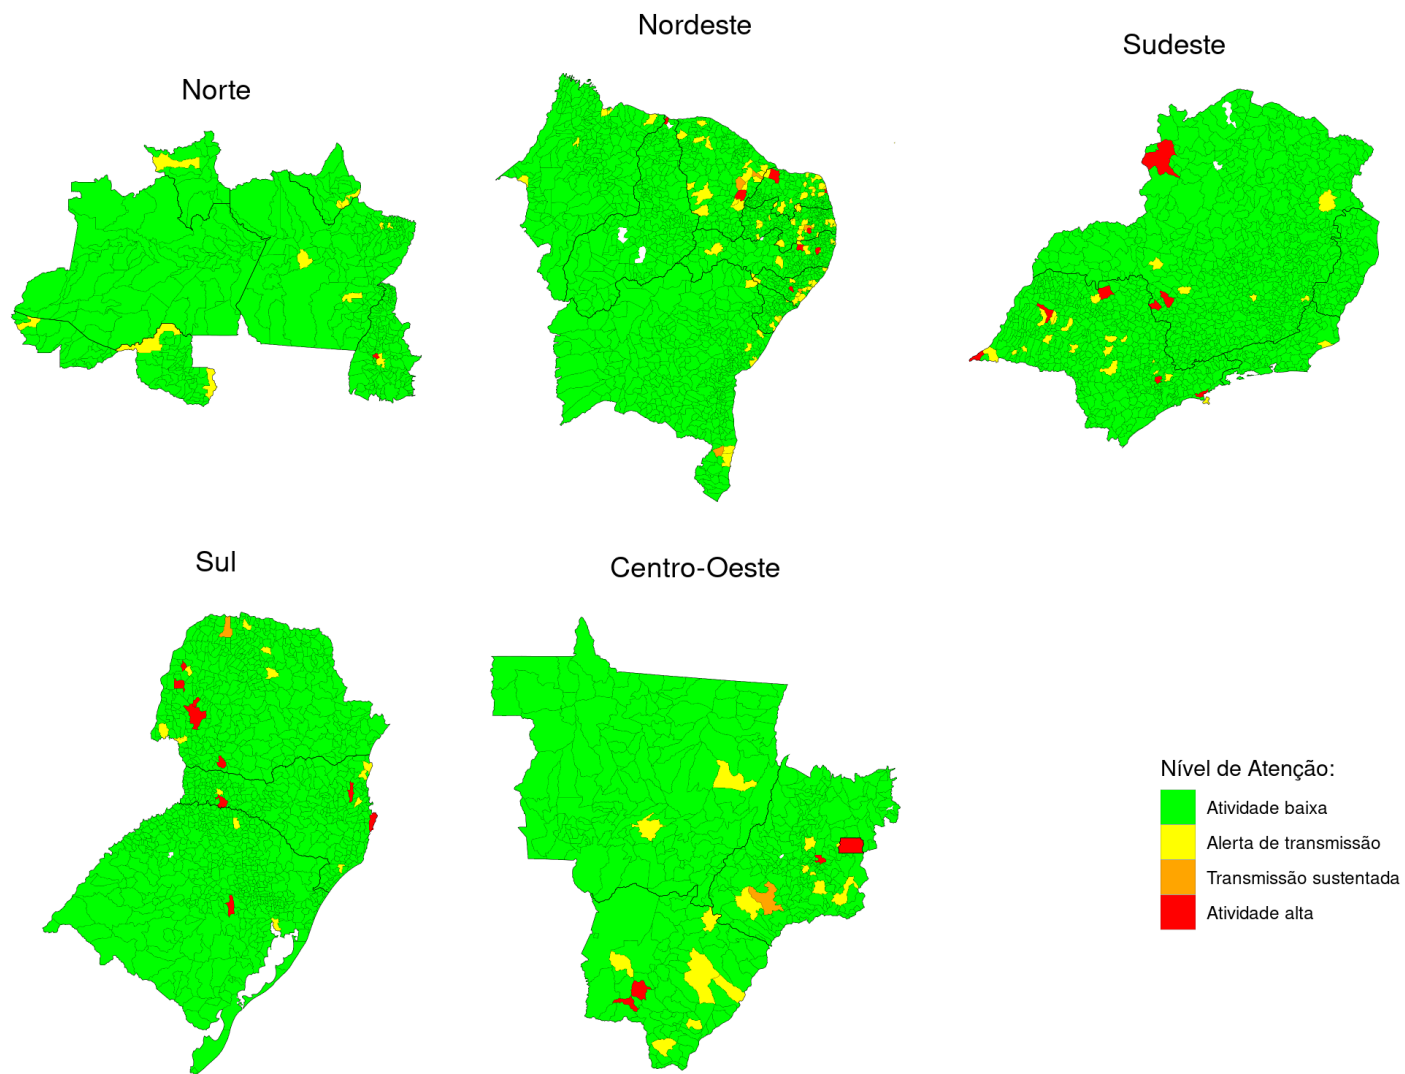 Norte
Nordeste
Sudeste
Sul
Centro-Oeste
Nível de Atenção:
Atividade baixa
Alerta de transmissão
Transmissão sustentada
Atividade alta